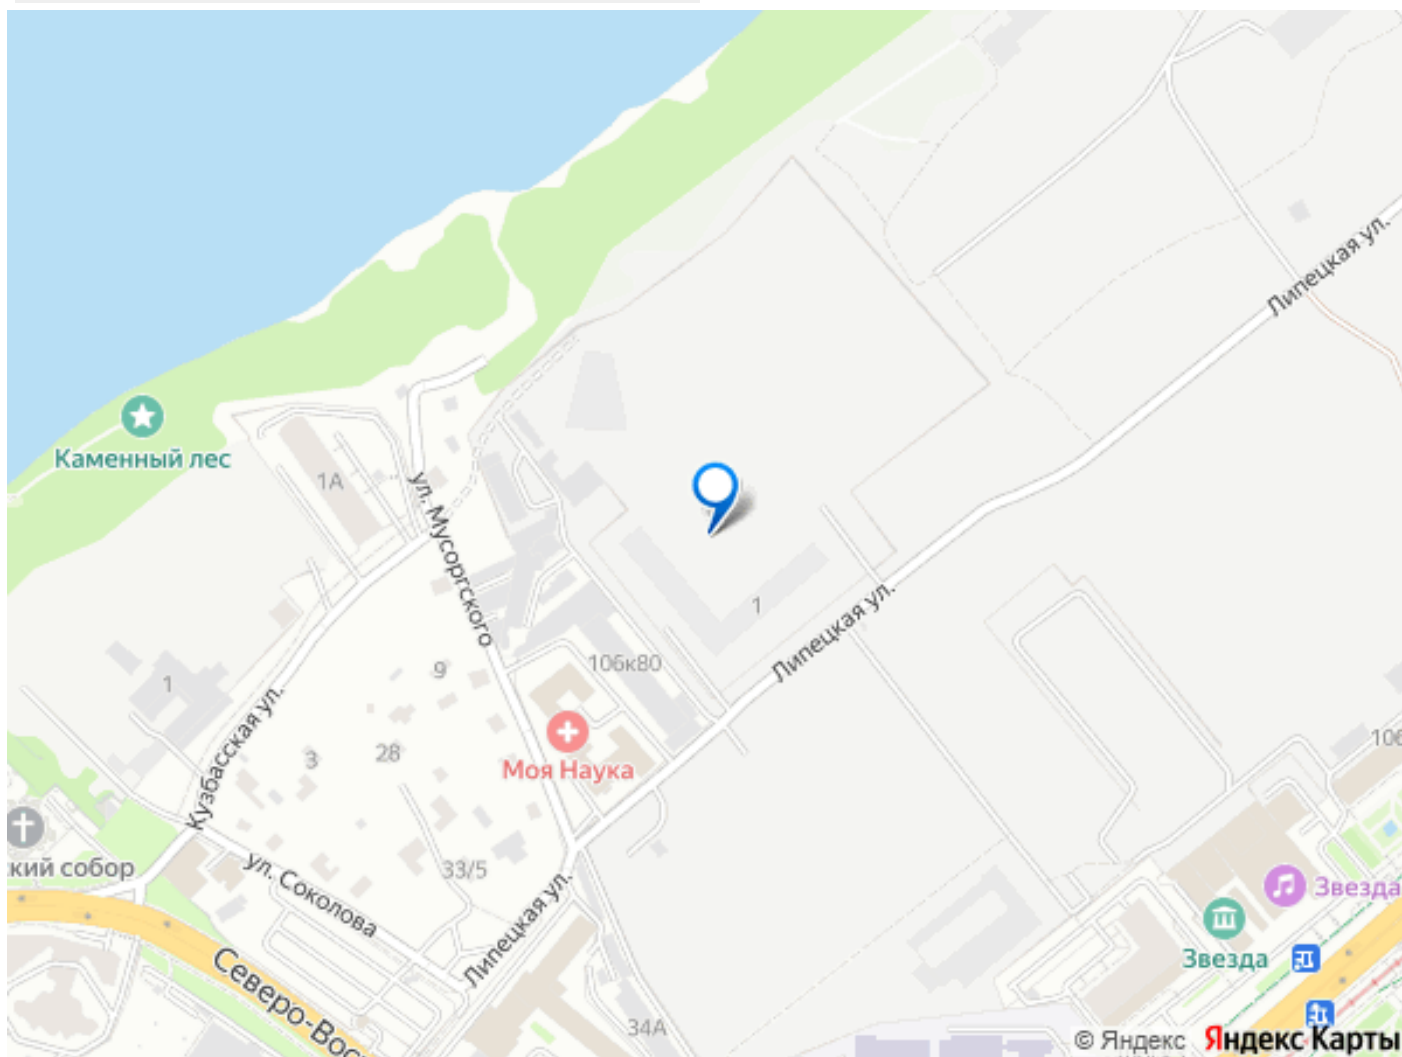 Липецкая ул.
Каменный лес
1А
ул. Мусоргского
1
Липецкая ул.
106к80
9
1
Кузбасская ул.
3
28
Моя Наука
106
ский собор
ул. Соколова
33/5
Липецкая ул.
Звезда
Звезда
Северо-Вос
34А
© Яндекс Яндекс Карты